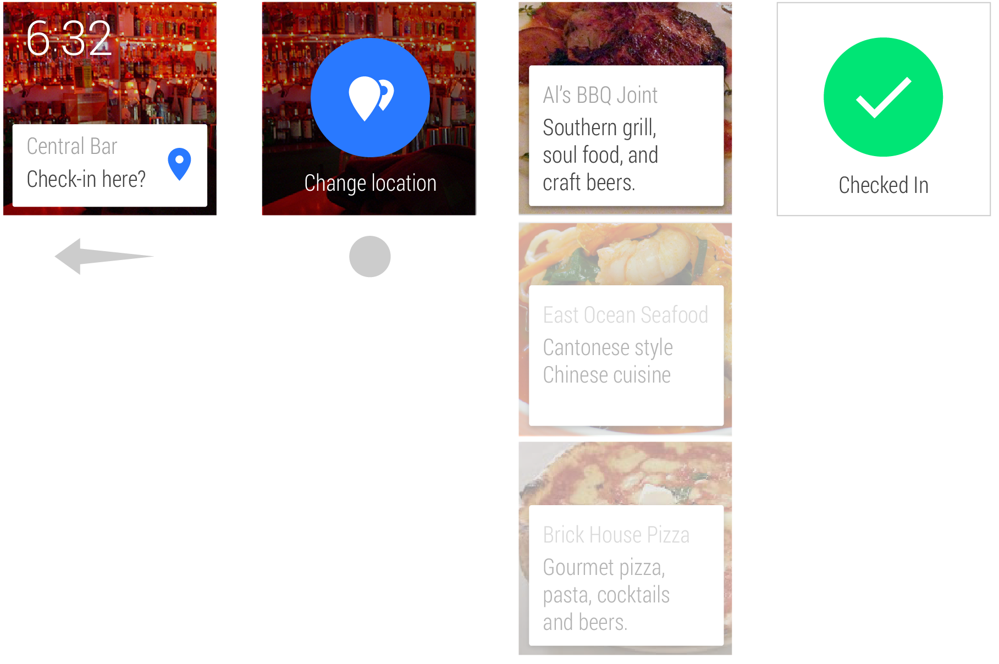 6:32
Central Bar
Check-in here?
Change location
Al’s BBQ Joint
Southern grill,
soul food, and
craft beers.
East Ocean Seafood
Cantonese style
Chinese cuisine
Brick House Pizza
Gourmet pizza,
pasta, cocktails
and beers.
Checked In